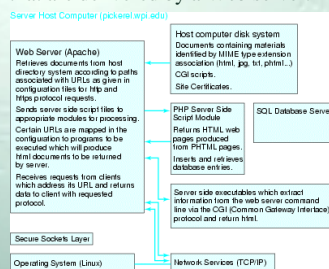 Server Host Computer (pickerel.wpi.edu)
Web Server (Apache)
Retrieves documents from host
directory system according to paths
associated with URLs as given in
configuration files for http and
https protocol requests.
Sends server side script files to
appropriate modules for processing.
Certain URLs are mapped in the
configuration to programs to be
executed which will produce
html documents to be returned
by server.
Receives requests from clients
which address its URL and returns
data to client with requested
protocol.
Secure Sockets Layer
Operating System (Linux)
Host computer disk system
Documents containing materials
identified by MIME type extension
association (html, jpg, txt, phtml...)
CGI scripts.
Site Certificates.
PHP Server Side
Script Module
Returns HTML web
pages produced
from PHTML pages.
Inserts and retrieves
database entries.
SQL Database Serve
Server side executables which extract
information from the web server command
line via the CGI (Common Gateway Interface)
protocol and return html.
Network Services (TCP/IP)